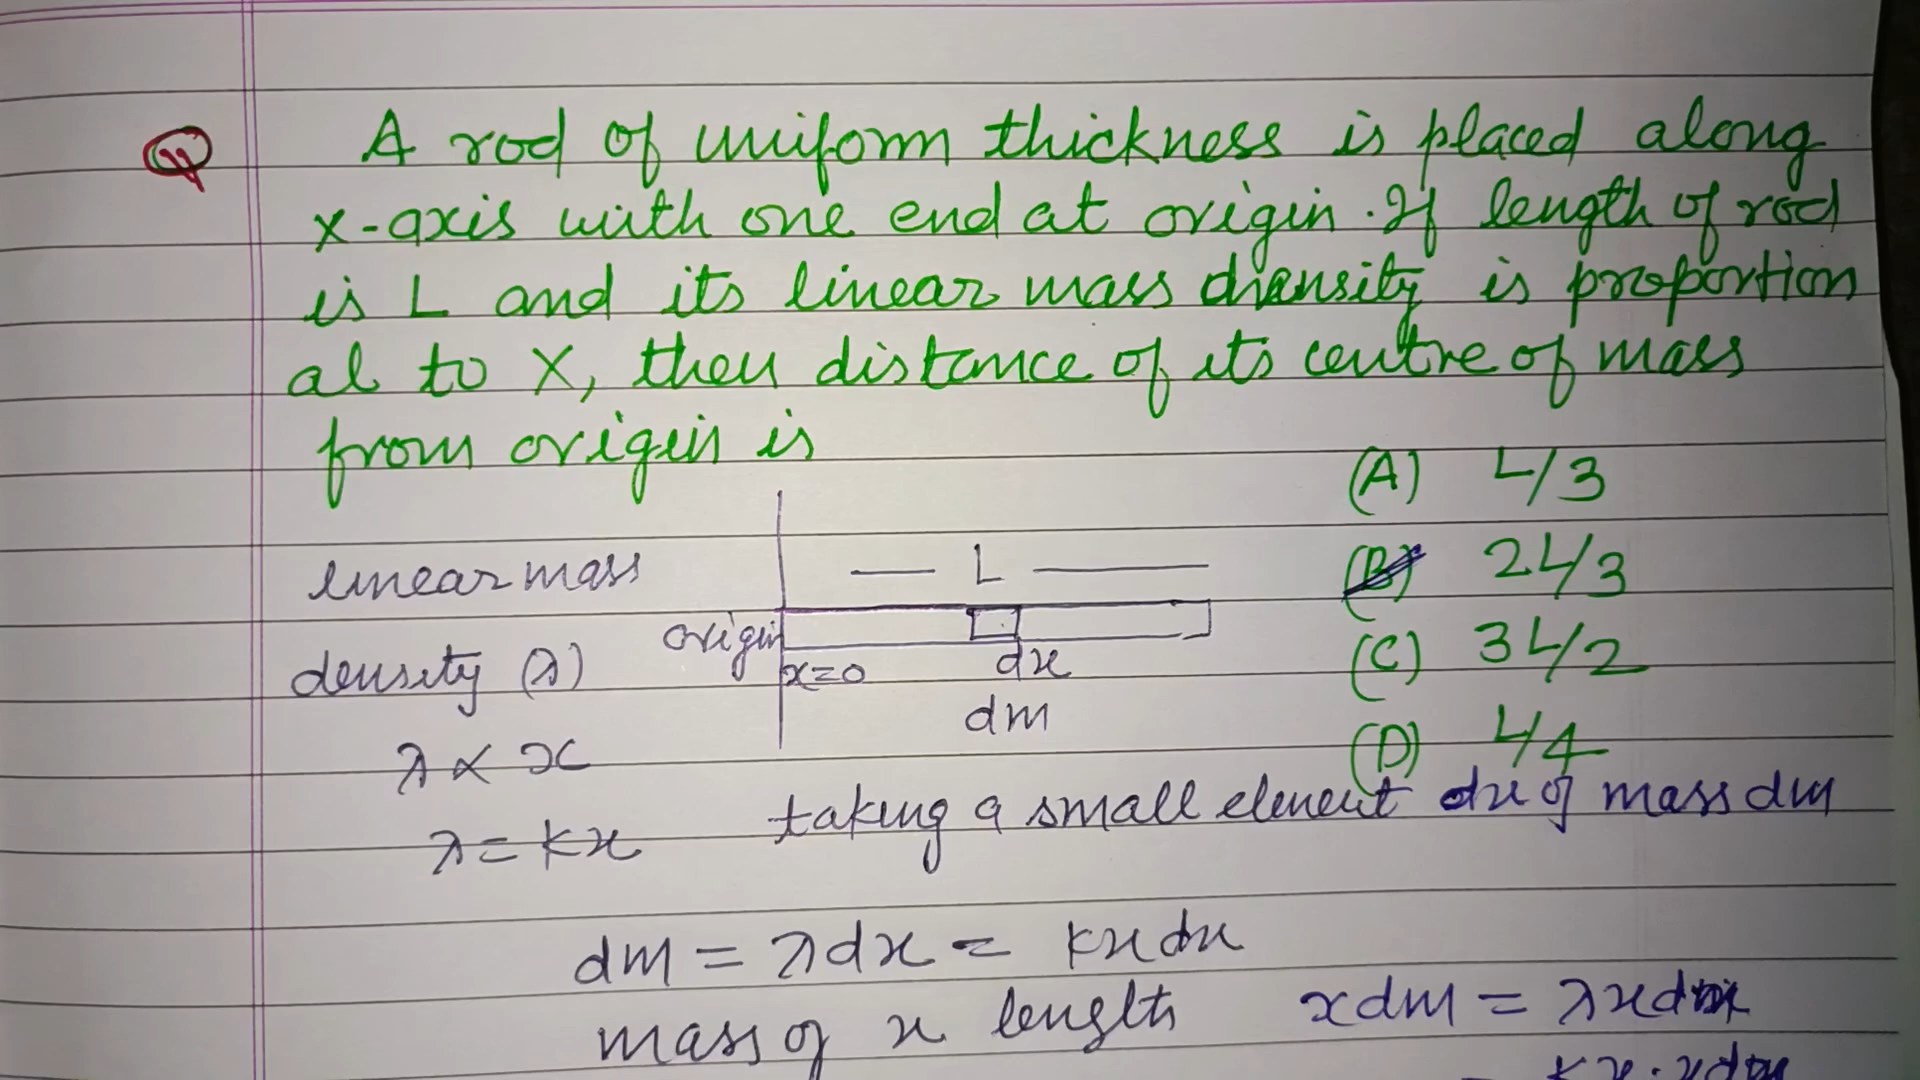 Q A rod of uniform thickness is placed along
x-axis with one end at origin. If length of rod
is L and its linear mass density is proportion
al to x, then distance of its centre of mass
from origin is
(A) L/3
(B) 2L/3
(C) 3L/2
(D) L/4
linear mass
density (λ)
λ ∝ x
λ = kx
L
origin
x=0
dx
dm
taking a small element dx of mass dm
dm = λdx = kxdx
mass of x length xdm = λxdx
= kx.xdx